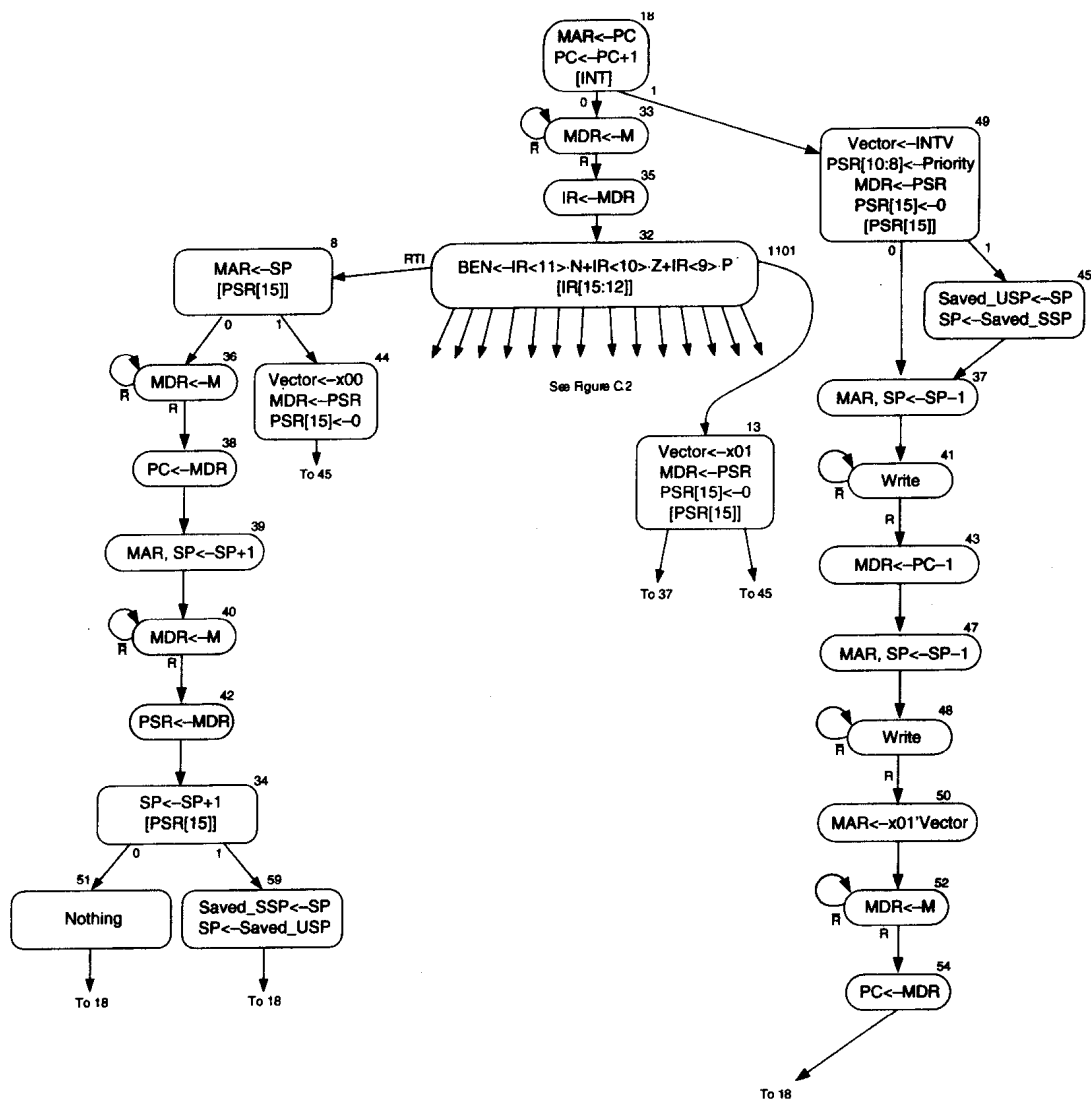 18
MAR<–PC
PC<–PC+1
[INT]
0
1
33
MDR<–M
R̅
R
35
IR<–MDR
32
BEN<–IR<11>·N+IR<10>·Z+IR<9>·P
[IR[15:12]]
RTI
1101
See Figure C.2
8
MAR<–SP
[PSR[15]]
0
1
36
MDR<–M
R̅
R
44
Vector<–x00
MDR<–PSR
PSR[15]<–0
To 45
38
PC<–MDR
39
MAR, SP<–SP+1
40
MDR<–M
R̅
R
42
PSR<–MDR
34
SP<–SP+1
[PSR[15]]
0
1
51
Nothing
To 18
59
Saved_SSP<–SP
SP<–Saved_USP
To 18
13
Vector<–x01
MDR<–PSR
PSR[15]<–0
[PSR[15]]
To 37
To 45
49
Vector<–INTV
PSR[10:8]<–Priority
MDR<–PSR
PSR[15]<–0
[PSR[15]]
0
1
45
Saved_USP<–SP
SP<–Saved_SSP
37
MAR, SP<–SP–1
41
Write
R̅
R
43
MDR<–PC–1
47
MAR, SP<–SP–1
48
Write
R̅
R
50
MAR<–x01'Vector
52
MDR<–M
R̅
R
54
PC<–MDR
To 18